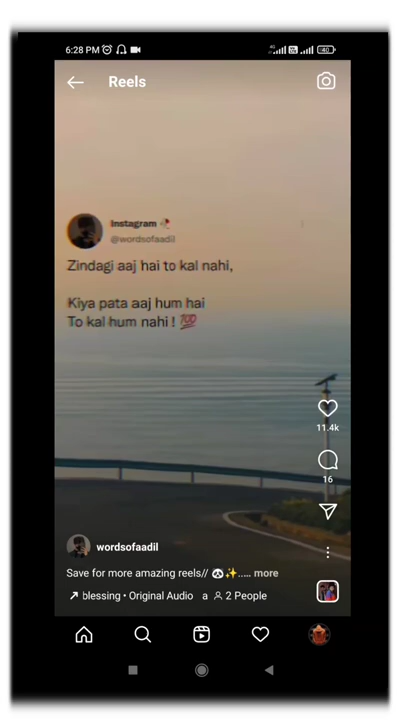 6:28 PM
40
Reels
Instagram
@wordsofaadil
Zindagi aaj hai to kal nahi,
Kiya pata aaj hum hai
To kal hum nahi ! 💯
11.4k
16
wordsofaadil
Save for more amazing reels// 🐼✨..... more
blessing • Original Audio a 2 People